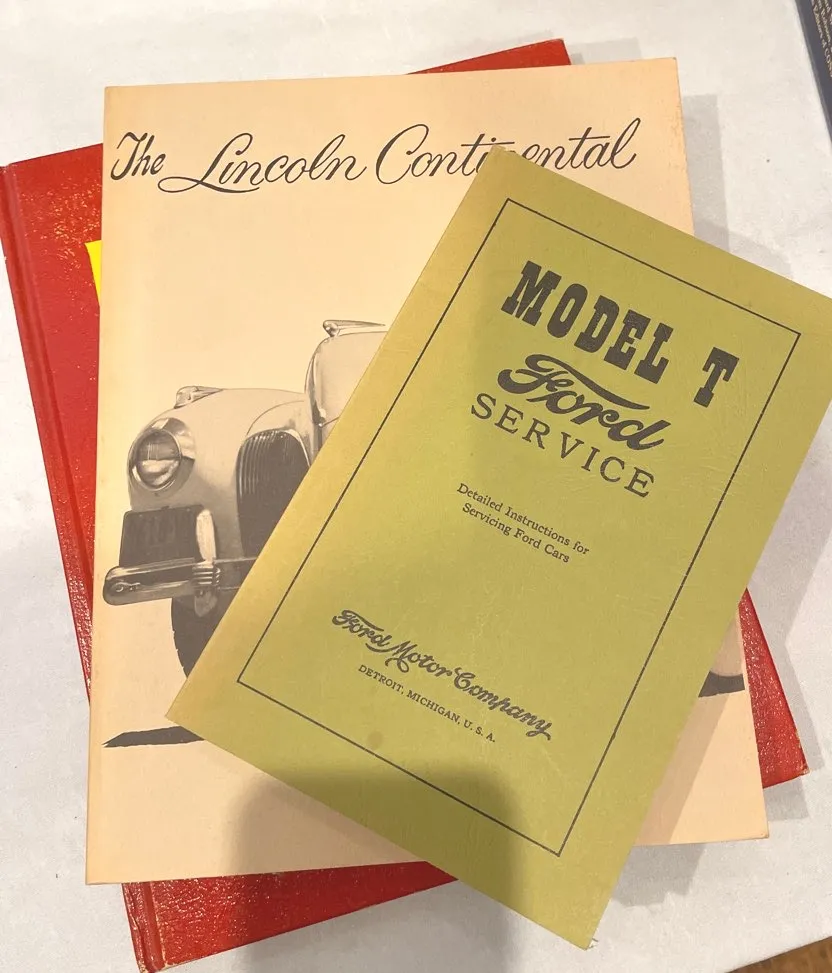 The Lincoln Continental
MODEL T
Ford
SERVICE
Detailed Instructions for
Servicing Ford Cars
Ford Motor Company
DETROIT, MICHIGAN, U. S. A.